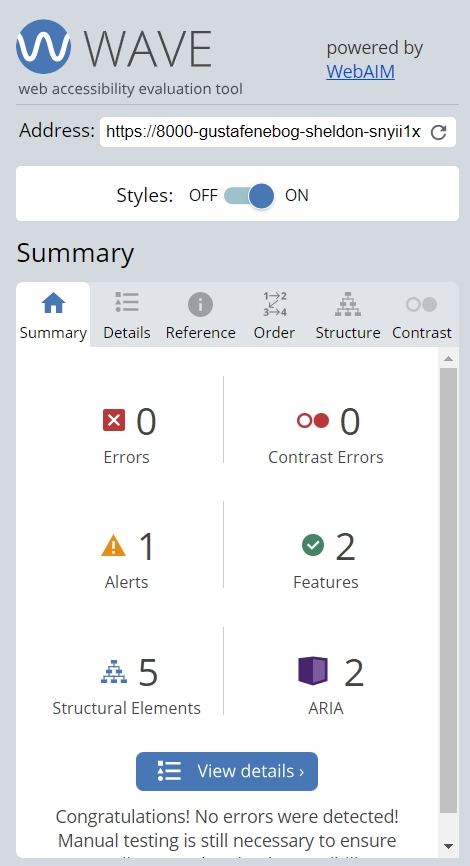 WAVE
web accessibility evaluation tool
powered by
WebAIM
Address: https://8000-gustafenebog-sheldon-snyii1x
Styles: OFF ON
Summary
Summary Details Reference Order Structure Contrast
0 0
Errors Contrast Errors
1 2
Alerts Features
5 2
Structural Elements ARIA
View details ›
Congratulations! No errors were detected!
Manual testing is still necessary to ensure